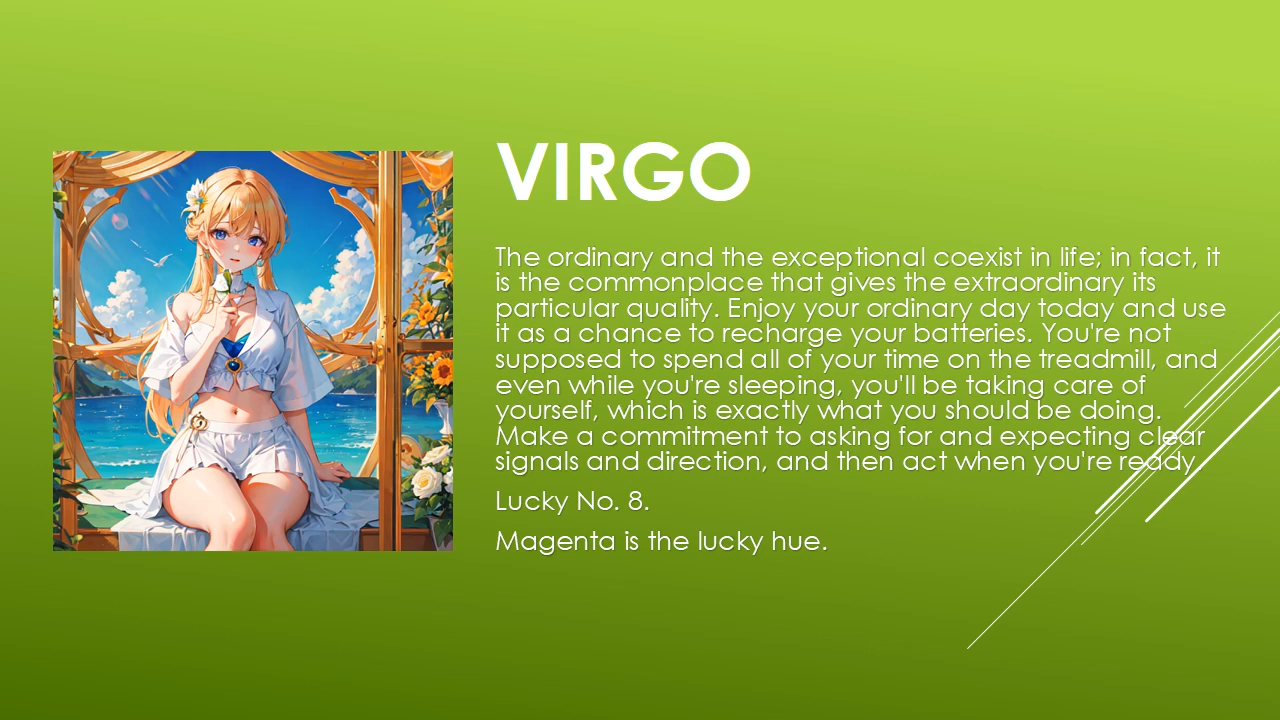 VIRGO
The ordinary and the exceptional coexist in life; in fact, it
is the commonplace that gives the extraordinary its
particular quality. Enjoy your ordinary day today and use
it as a chance to recharge your batteries. You're not
supposed to spend all of your time on the treadmill, and
even while you're sleeping, you'll be taking care of
yourself, which is exactly what you should be doing.
Make a commitment to asking for and expecting clear
signals and direction, and then act when you're ready.
Lucky No. 8.
Magenta is the lucky hue.